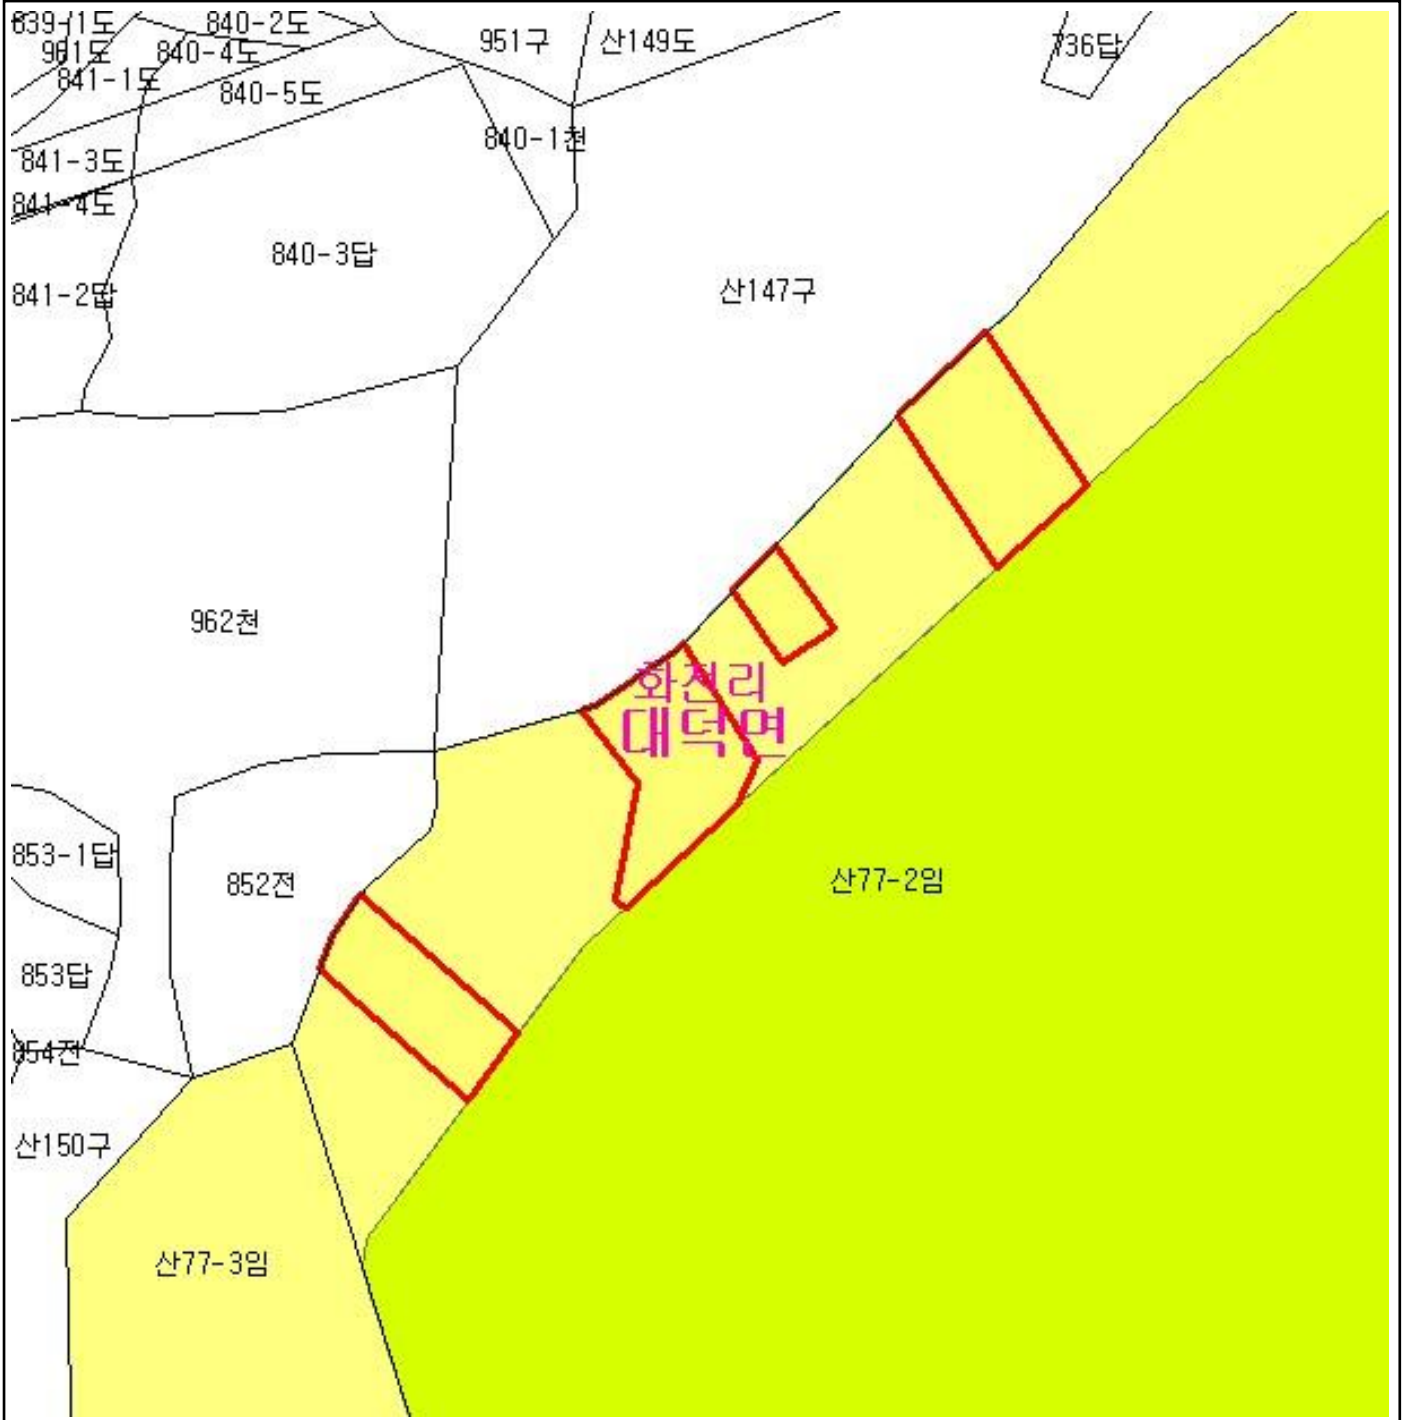 839-1도
840-2도
961도
840-4도
951구
산149도
736답
841-1도
840-5도
840-1천
841-3도
841-4도
840-3답
841-2답
산147구
962천
화전리
대덕면
853-1답
852전
산77-2임
853답
854전
산150구
산77-3임